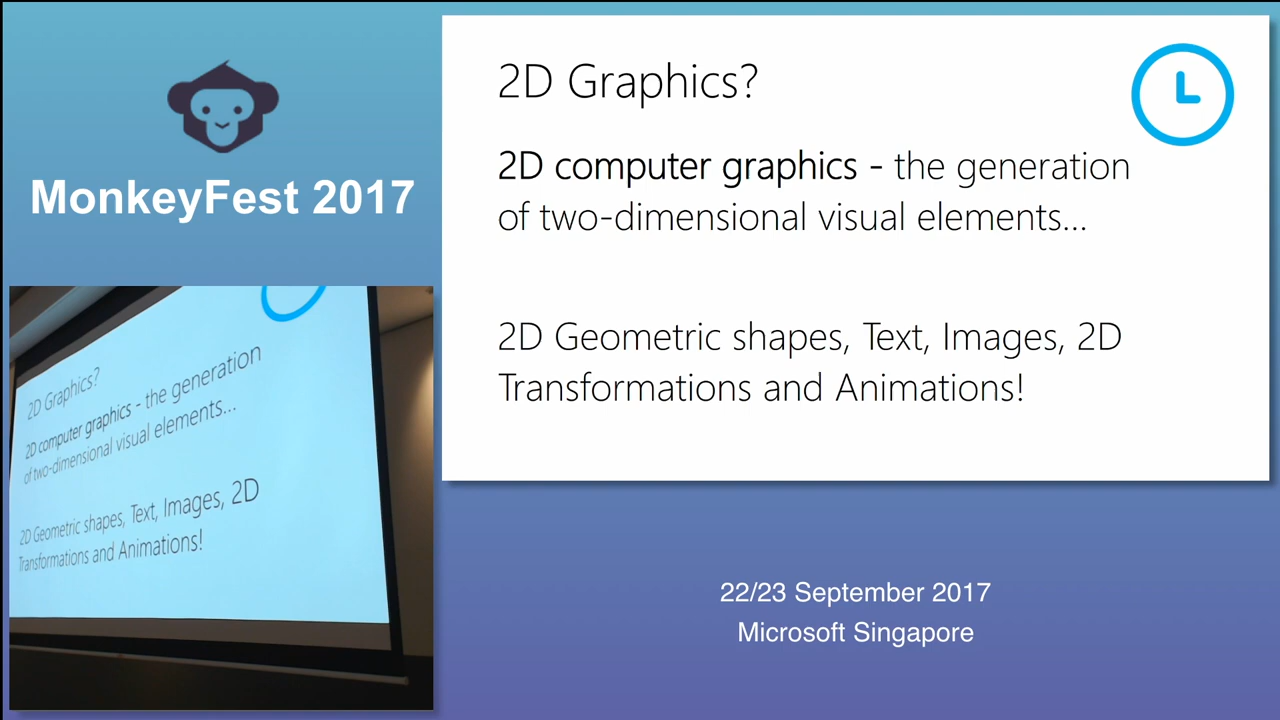 MonkeyFest 2017
2D Graphics?
2D computer graphics - the generation
of two-dimensional visual elements...
2D Geometric shapes, Text, Images, 2D
Transformations and Animations!
2D Graphics?
2D computer graphics - the generation
of two-dimensional visual elements...
2D Geometric shapes, Text, Images, 2D
Transformations and Animations!
22/23 September 2017
Microsoft Singapore